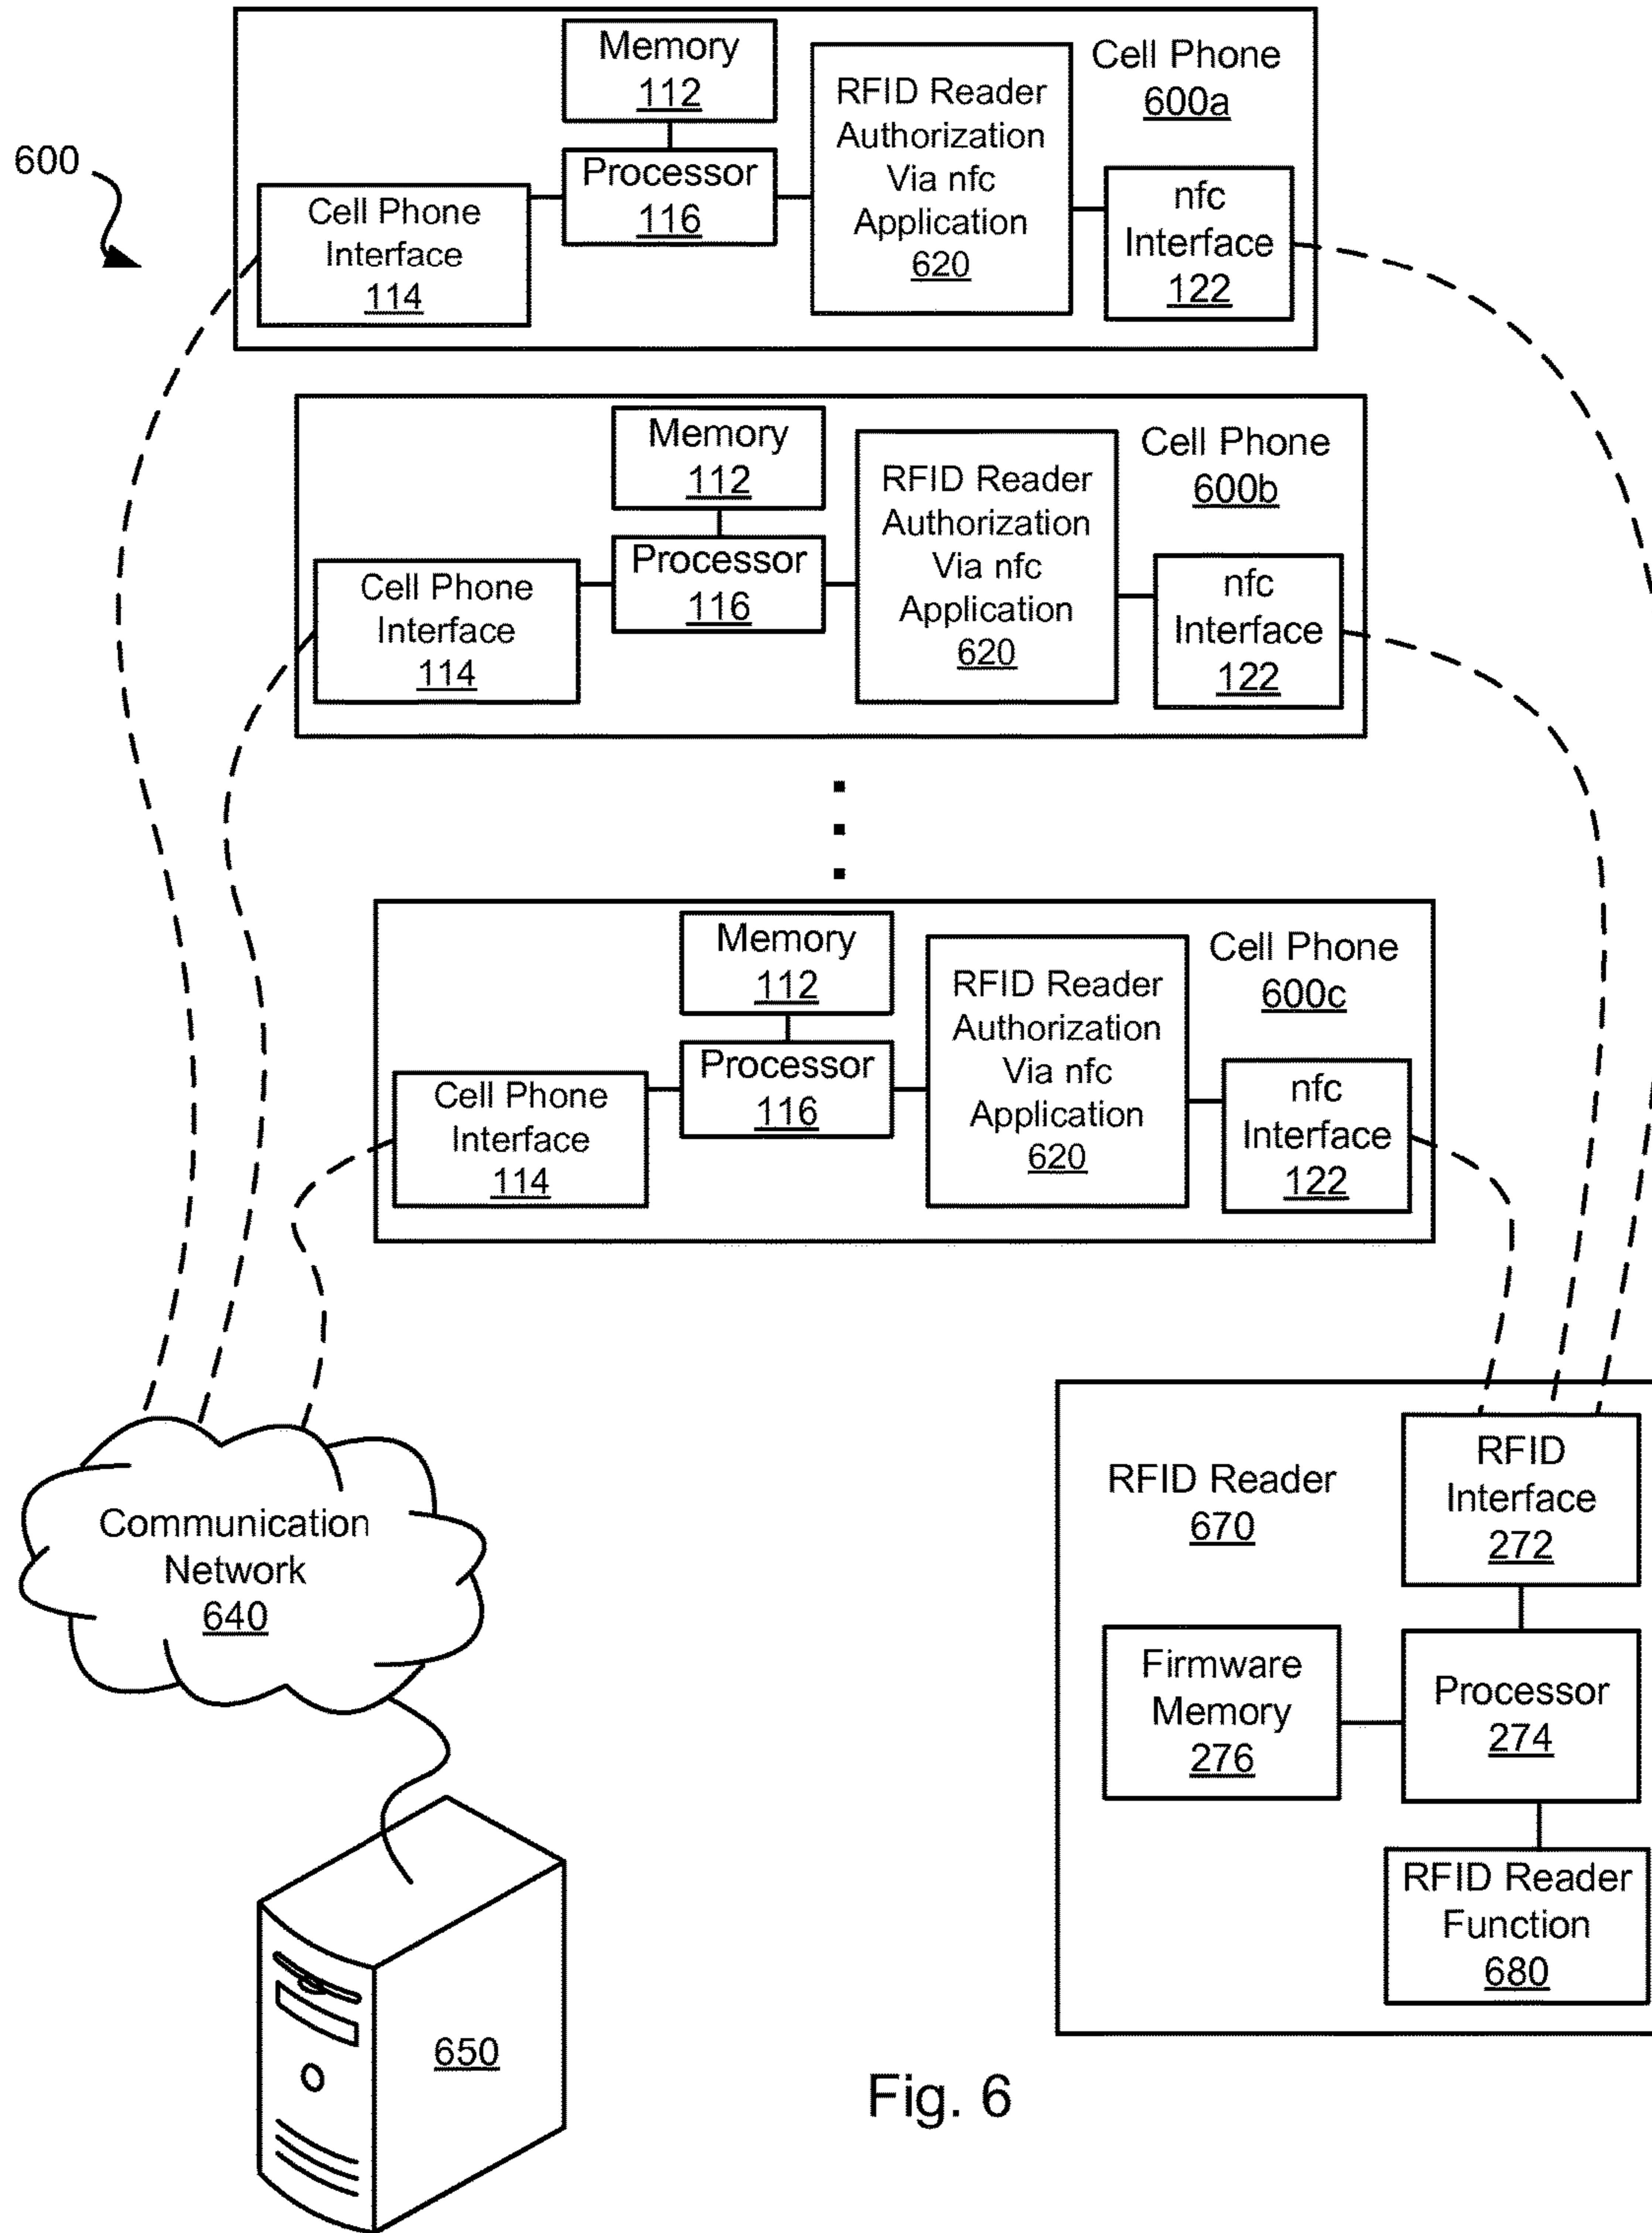 600
Memory
112
Processor
116
Cell Phone
Interface
114
RFID Reader
Authorization
Via nfc
Application
620
Cell Phone
600a
nfc
Interface
122
Memory
112
Processor
116
Cell Phone
Interface
114
RFID Reader
Authorization
Via nfc
Application
620
Cell Phone
600b
nfc
Interface
122
Memory
112
Processor
116
Cell Phone
Interface
114
RFID Reader
Authorization
Via nfc
Application
620
Cell Phone
600c
nfc
Interface
122
Communication
Network
640
650
RFID Reader
670
RFID
Interface
272
Firmware
Memory
276
Processor
274
RFID Reader
Function
680
Fig. 6